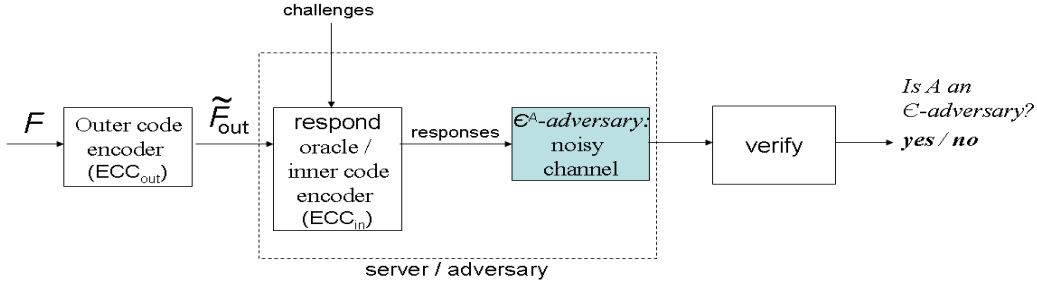 challenges
F
Outer code
encoder
(ECCout)
F̃out
respond
oracle /
inner code
encoder
(ECCin)
responses
Є^A-adversary:
noisy
channel
verify
Is A an
Є-adversary?
yes / no
server / adversary